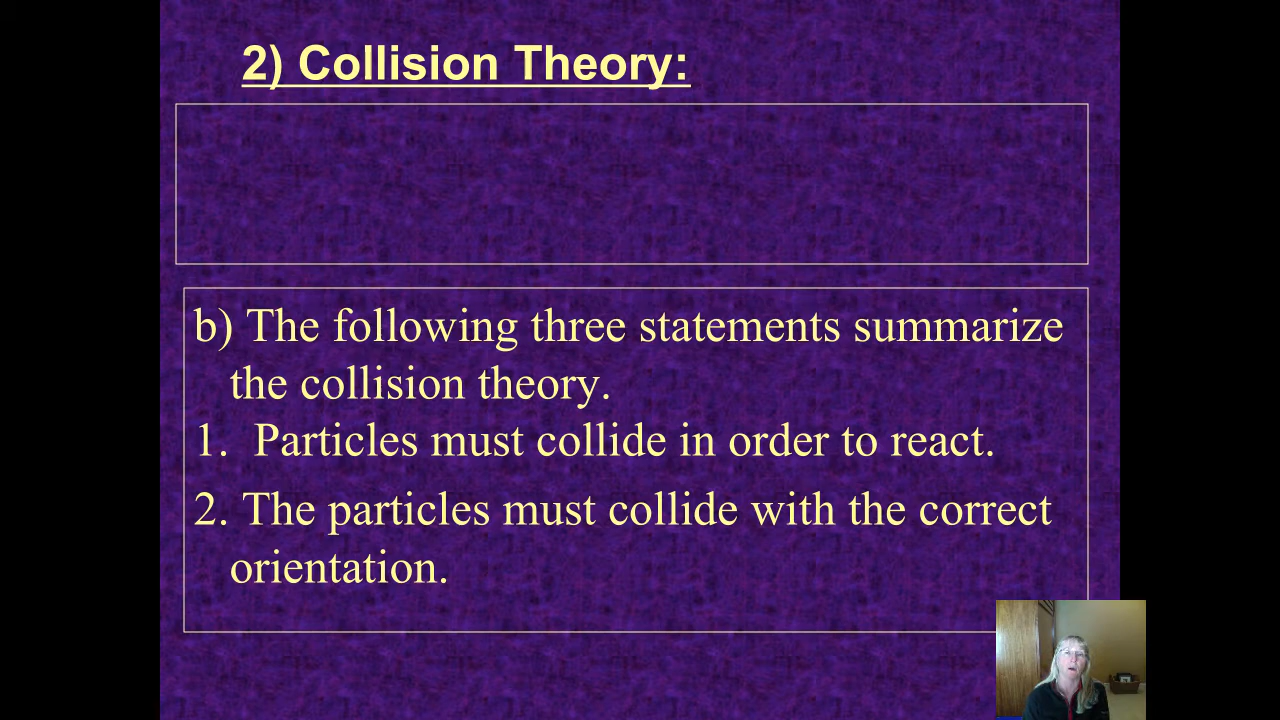 2) Collision Theory:
b) The following three statements summarize
the collision theory.
1. Particles must collide in order to react.
2. The particles must collide with the correct
orientation.